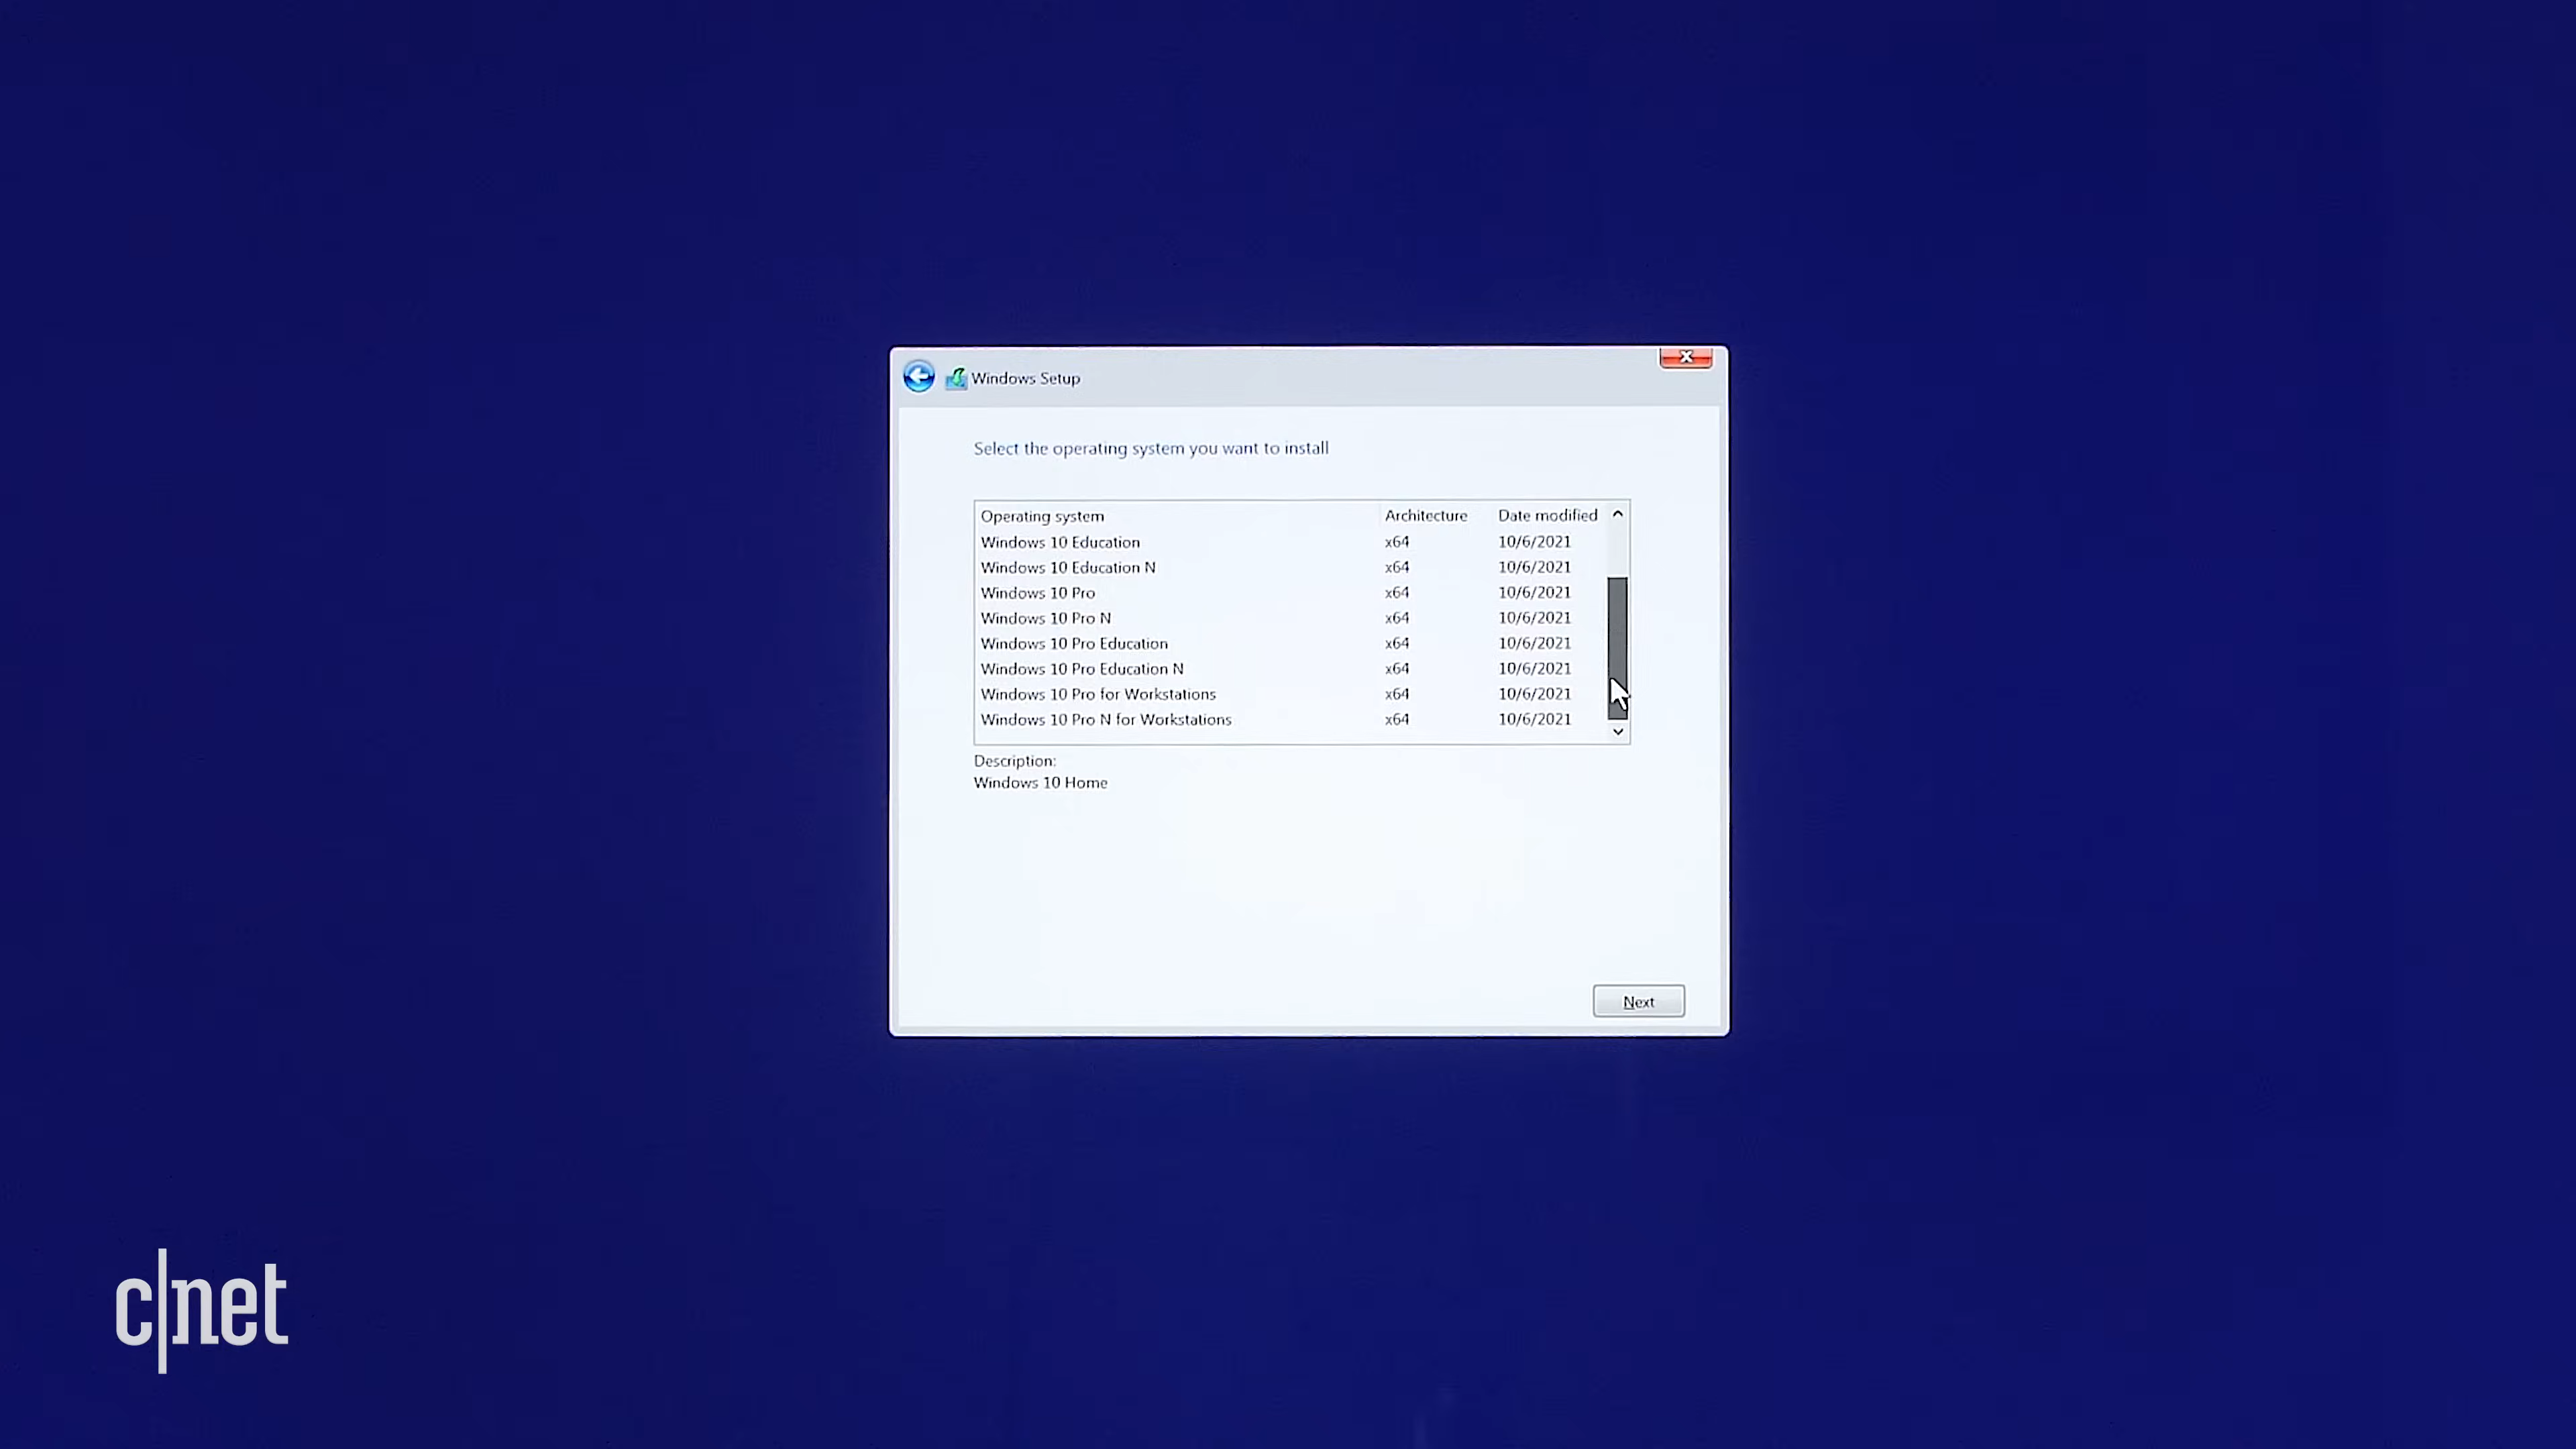 Windows Setup
Select the operating system you want to install
Operating system Architecture Date modified
Windows 10 Education x64 10/6/2021
Windows 10 Education N x64 10/6/2021
Windows 10 Pro x64 10/6/2021
Windows 10 Pro N x64 10/6/2021
Windows 10 Pro Education x64 10/6/2021
Windows 10 Pro Education N x64 10/6/2021
Windows 10 Pro for Workstations x64 10/6/2021
Windows 10 Pro N for Workstations x64 10/6/2021
Description:
Windows 10 Home
Next
c|net